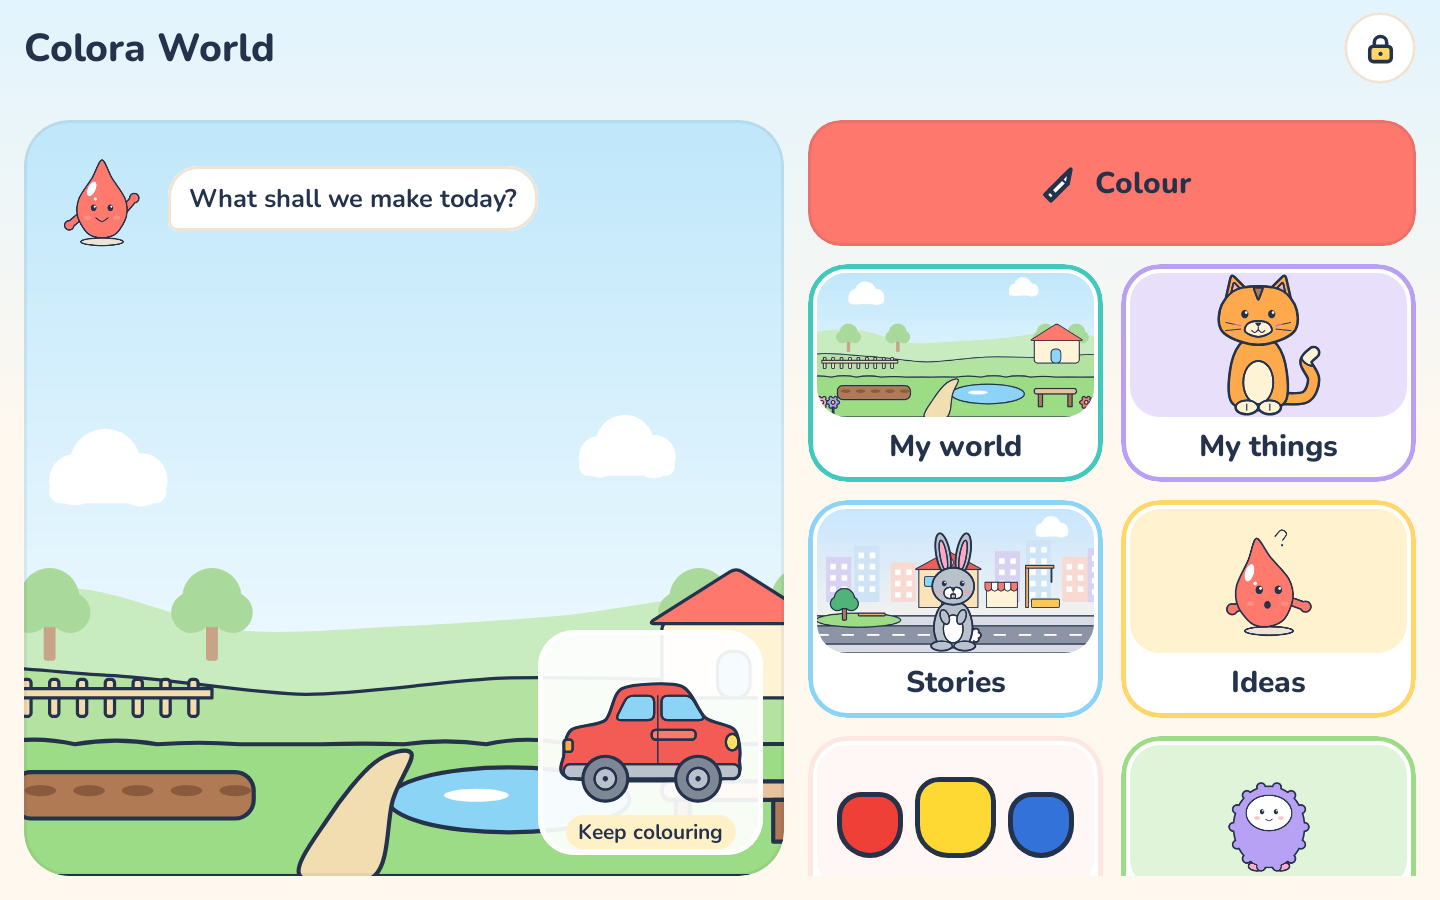 Colora World
What shall we make today?
Keep colouring
Colour
My world
My things
Stories
Ideas